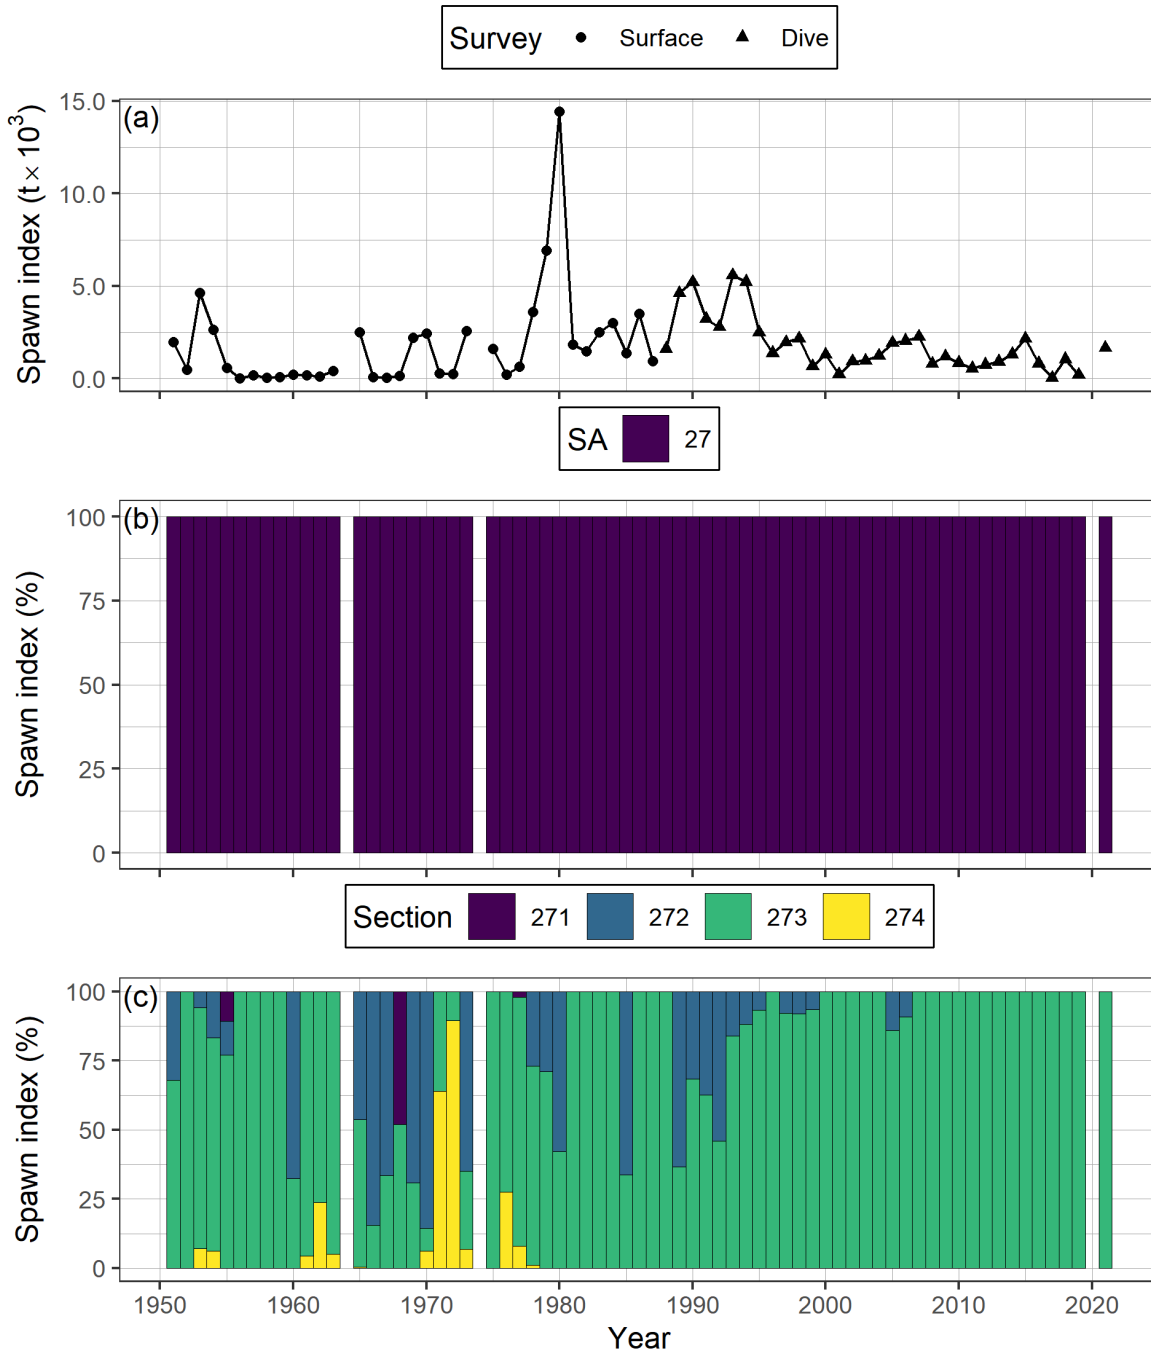 Survey Surface Dive
(a)
Spawn index (t × 10³)
15.0
10.0
5.0
0.0
SA 27
(b)
Spawn index (%)
100
75
50
25
0
Section 271 272 273 274
(c)
Spawn index (%)
100
75
50
25
0
1950 1960 1970 1980 1990 2000 2010 2020
Year